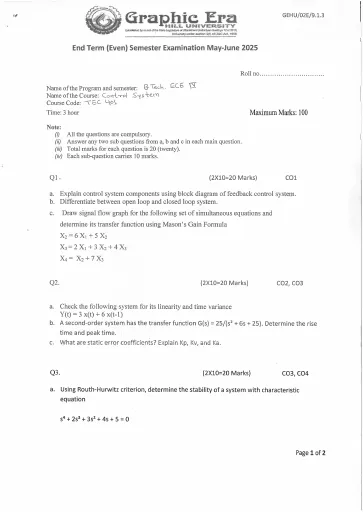 GEHU/02E/9.1.3
Graphic Era
HILL UNIVERSITY
End Term (Even) Semester Examination May-June 2025
Roll no..............................
Name of the Program and semester: B.Tech. ECE IV
Name of the Course: Control System
Course Code: TEC 405
Time: 3 hour Maximum Marks: 100
Note:
(i) All the questions are compulsory.
(ii) Answer any two sub questions from a, b and c in each main question.
(iii) Total marks for each question is 20 (twenty).
(iv) Each sub-question carries 10 marks.
Q1. (2X10=20 Marks) CO1
a. Explain control system components using block diagram of feedback control system.
b. Differentiate between open loop and closed loop system.
c. Draw signal flow graph for the following set of simultaneous equations and
determine its transfer function using Mason's Gain Formula
X₂ = 6 X₁ + 5 X₂
X₃= 2 X₁ + 3 X₂ + 4 X₃
X₄ = X₂ + 7 X₃
Q2. (2X10=20 Marks) CO2, CO3
a. Check the following system for its linearity and time variance
Y(t) = 3 x(t) + 6 x(t-1)
b. A second-order system has the transfer function G(s) = 25/(s² + 6s + 25). Determine the rise
time and peak time.
c. What are static error coefficients? Explain Kp, Kv, and Ka.
Q3. (2X10=20 Marks) CO3, CO4
a. Using Routh-Hurwitz criterion, determine the stability of a system with characteristic
equation
s⁴ + 2s³ + 3s² + 4s + 5 = 0
Page 1 of 2